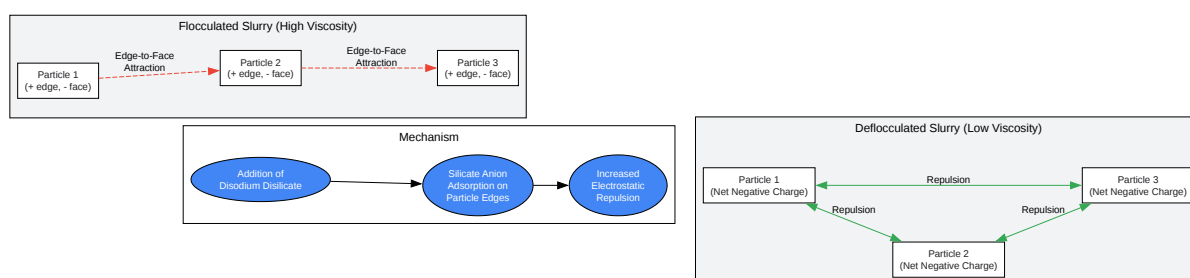 Flocculated Slurry (High Viscosity)
Particle 1
(+ edge, - face)
Edge-to-Face
Attraction
Particle 2
(+ edge, - face)
Edge-to-Face
Attraction
Particle 3
(+ edge, - face)
Mechanism
Addition of
Disodium Disilicate
Silicate Anion
Adsorption on
Particle Edges
Increased
Electrostatic
Repulsion
Deflocculated Slurry (Low Viscosity)
Particle 1
(Net Negative Charge)
Repulsion
Particle 3
(Net Negative Charge)
Repulsion
Repulsion
Particle 2
(Net Negative Charge)